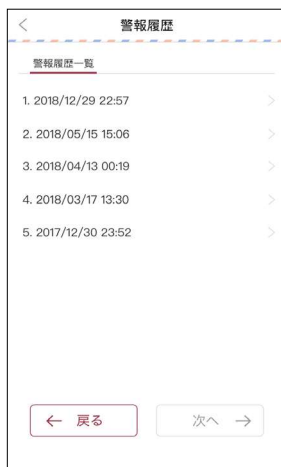 警報履歴
警報履歴一覧
1. 2018/12/29 22:57
2. 2018/05/15 15:06
3. 2018/04/13 00:19
4. 2018/03/17 13:30
5. 2017/12/30 23:52
← 戻る
次へ →